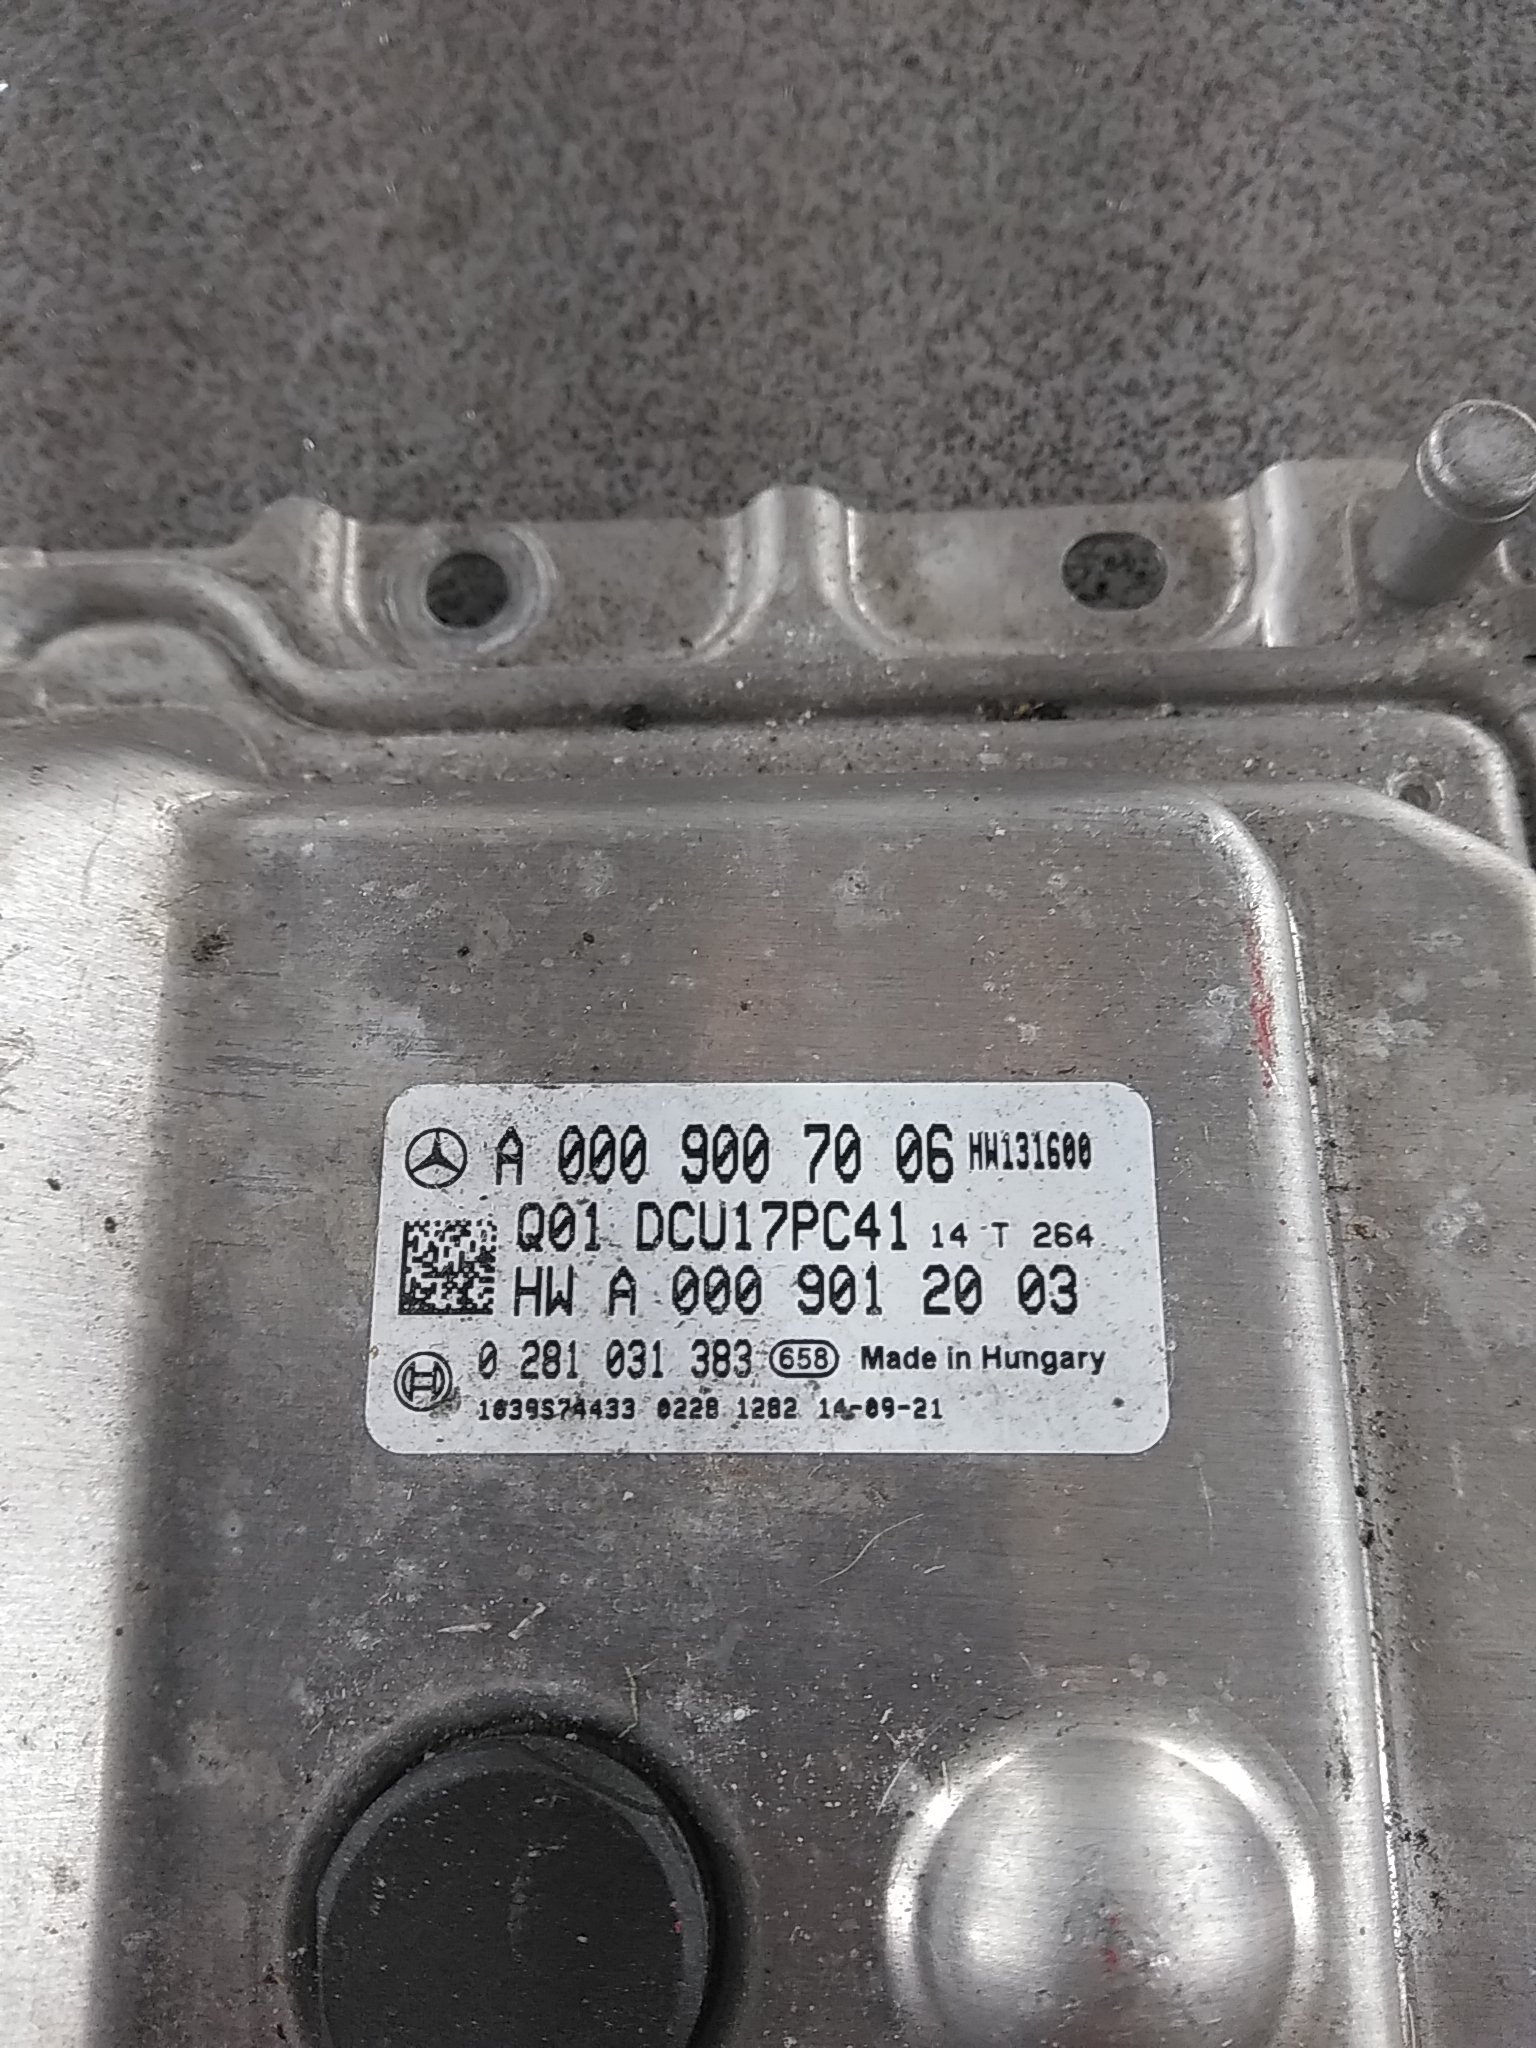 A 000 900 70 06 HW131600
Q01 DCU17PC41 14 T 264
HW A 000 901 20 03
0 281 031 383 658 Made in Hungary
1039S74433 0228 1282 14-09-21